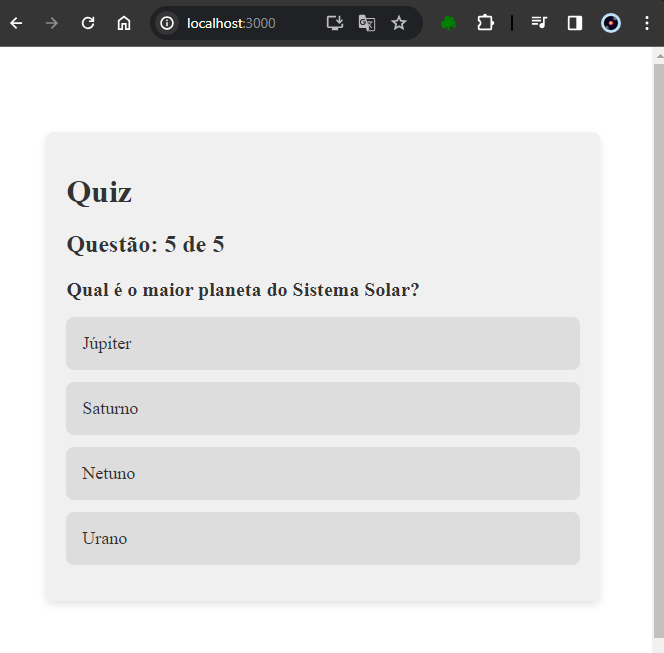 localhost:3000
Quiz
Questão: 5 de 5
Qual é o maior planeta do Sistema Solar?
Júpiter
Saturno
Netuno
Urano